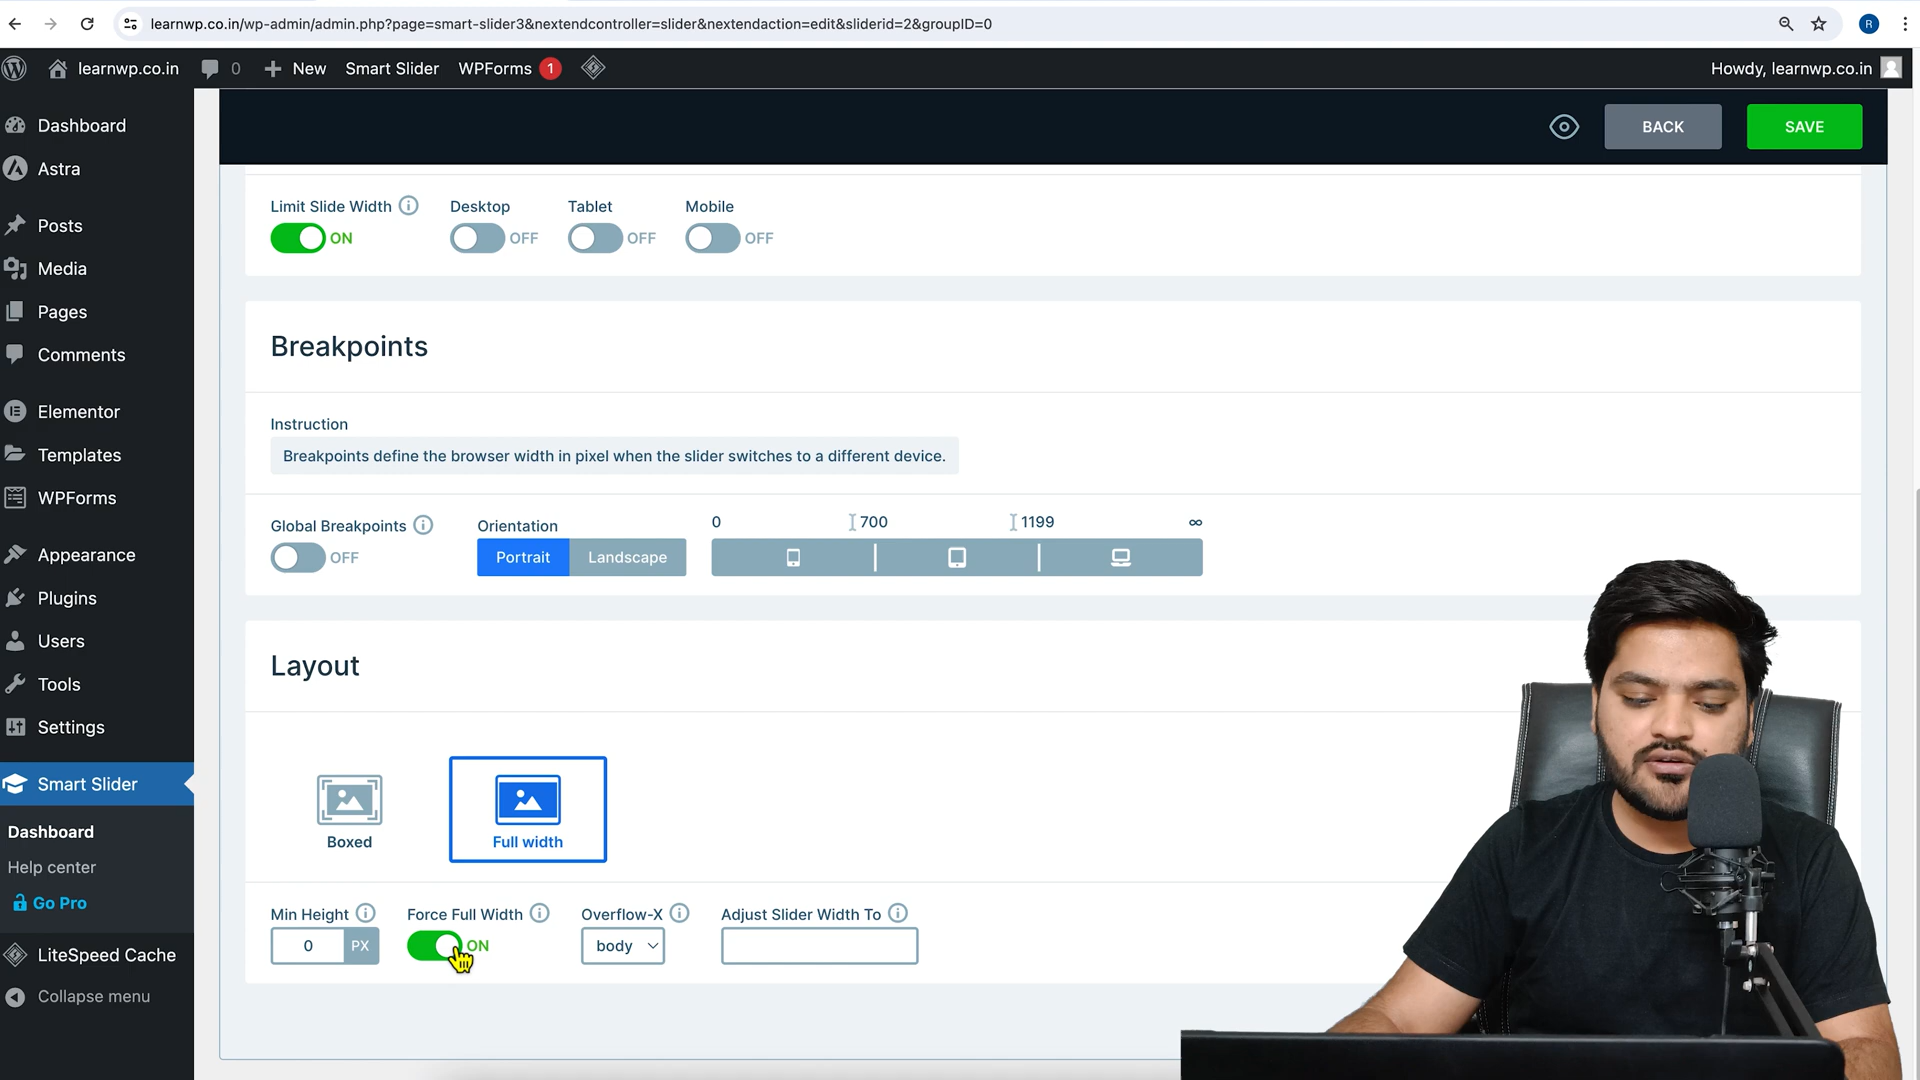 learnwp.co.in/wp-admin/admin.php?page=smart-slider3&nextendcontroller=slider&nextendaction=edit&sliderid=2&groupID=0
R
learnwp.co.in
0
New
Smart Slider
WPForms
1
Howdy, learnwp.co.in
Dashboard
Astra
Posts
Media
Pages
Comments
Elementor
Templates
WPForms
Appearance
Plugins
Users
Tools
Settings
Smart Slider
Dashboard
Help center
Go Pro
LiteSpeed Cache
Collapse menu
BACK
SAVE
Limit Slide Width
Desktop
Tablet
Mobile
ON
OFF
OFF
OFF
Breakpoints
Instruction
Breakpoints define the browser width in pixel when the slider switches to a different device.
Global Breakpoints
Orientation
0
700
1199
∞
OFF
Portrait
Landscape
Layout
Boxed
Full width
Min Height
Force Full Width
Overflow-X
Adjust Slider Width To
0
PX
ON
body